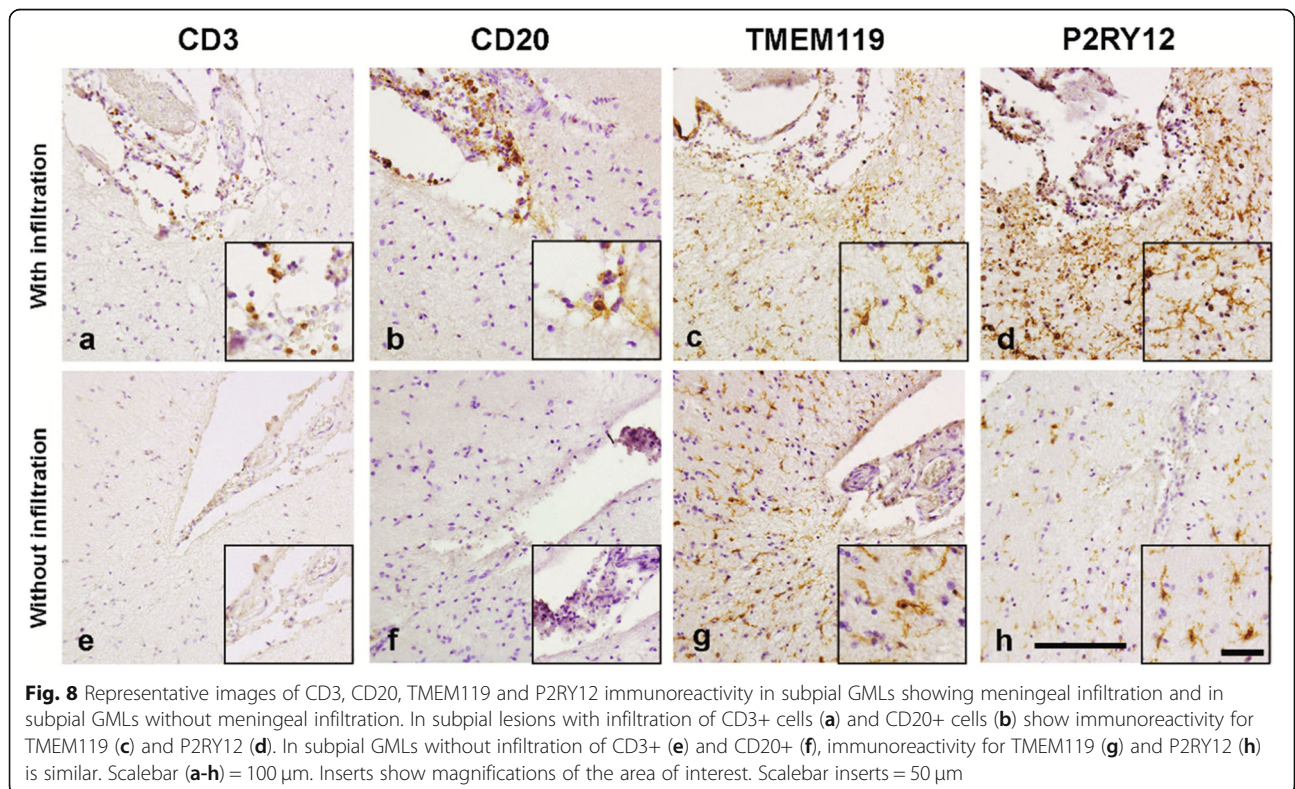 CD3 CD20 TMEM119 P2RY12
With infiltration
a b c d
Without infiltration
e f g h
Fig. 8 Representative images of CD3, CD20, TMEM119 and P2RY12 immunoreactivity in subpial GMLs showing meningeal infiltration and in
subpial GMLs without meningeal infiltration. In subpial lesions with infiltration of CD3+ cells (a) and CD20+ cells (b) show immunoreactivity for
TMEM119 (c) and P2RY12 (d). In subpial GMLs without infiltration of CD3+ (e) and CD20+ (f), immunoreactivity for TMEM119 (g) and P2RY12 (h)
is similar. Scalebar (a-h) = 100 μm. Inserts show magnifications of the area of interest. Scalebar inserts = 50 μm